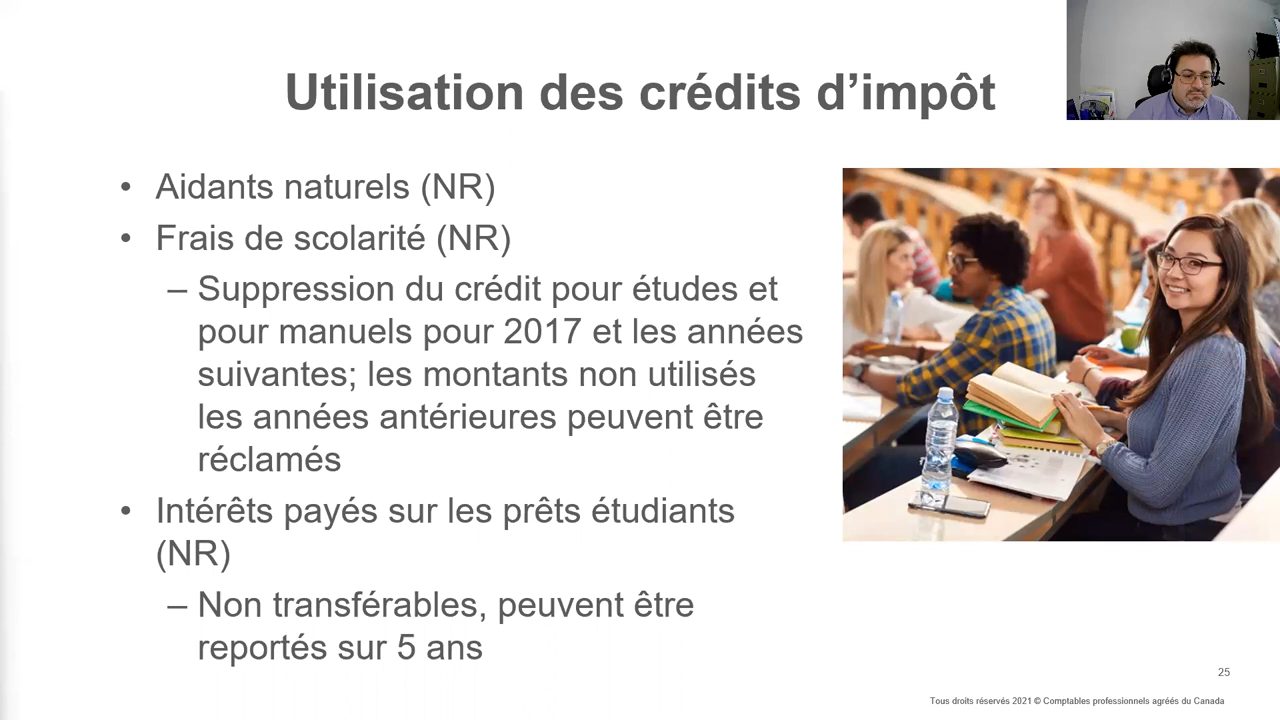 Utilisation des crédits d’impôt
• Aidants naturels (NR)
• Frais de scolarité (NR)
– Suppression du crédit pour études et
pour manuels pour 2017 et les années
suivantes; les montants non utilisés
les années antérieures peuvent être
réclamés
• Intérêts payés sur les prêts étudiants
(NR)
– Non transférables, peuvent être
reportés sur 5 ans
25
Tous droits réservés 2021 © Comptables professionnels agréés du Canada